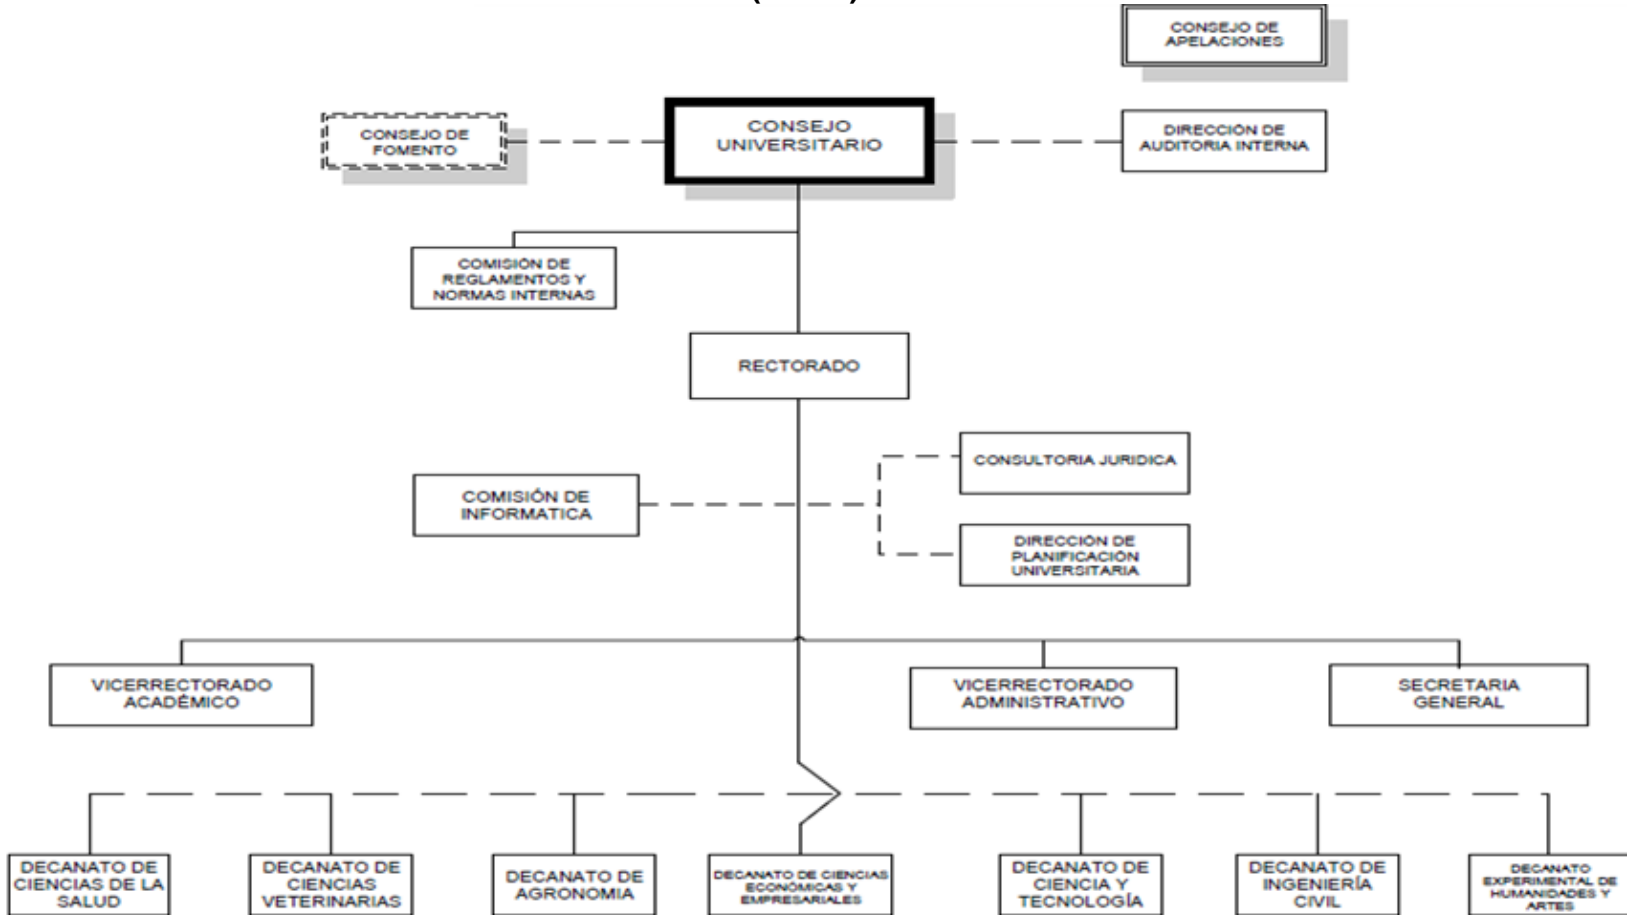 CONSEJO DE
APELACIONES
CONSEJO DE
FOMENTO
CONSEJO
UNIVERSITARIO
DIRECCIÓN DE
AUDITORIA INTERNA
COMISIÓN DE
REGLAMENTOS Y
NORMAS INTERNAS
RECTORADO
CONSULTORIA JURIDICA
COMISIÓN DE
INFORMATICA
DIRECCIÓN DE
PLANIFICACIÓN
UNIVERSITARIA
VICERRECTORADO
ACADÉMICO
VICERRECTORADO
ADMINISTRATIVO
SECRETARIA
GENERAL
DECANATO DE
CIENCIAS DE LA
SALUD
DECANATO DE
CIENCIAS
VETERINARIAS
DECANATO DE
AGRONOMIA
DECANATO DE CIENCIAS
ECONÓMICAS Y
EMPRESARIALES
DECANATO DE
CIENCIA Y
TECNOLOGÍA
DECANATO DE
INGENIERÍA
CIVIL
DECANATO
EXPERIMENTAL DE
HUMANIDADES Y
ARTES